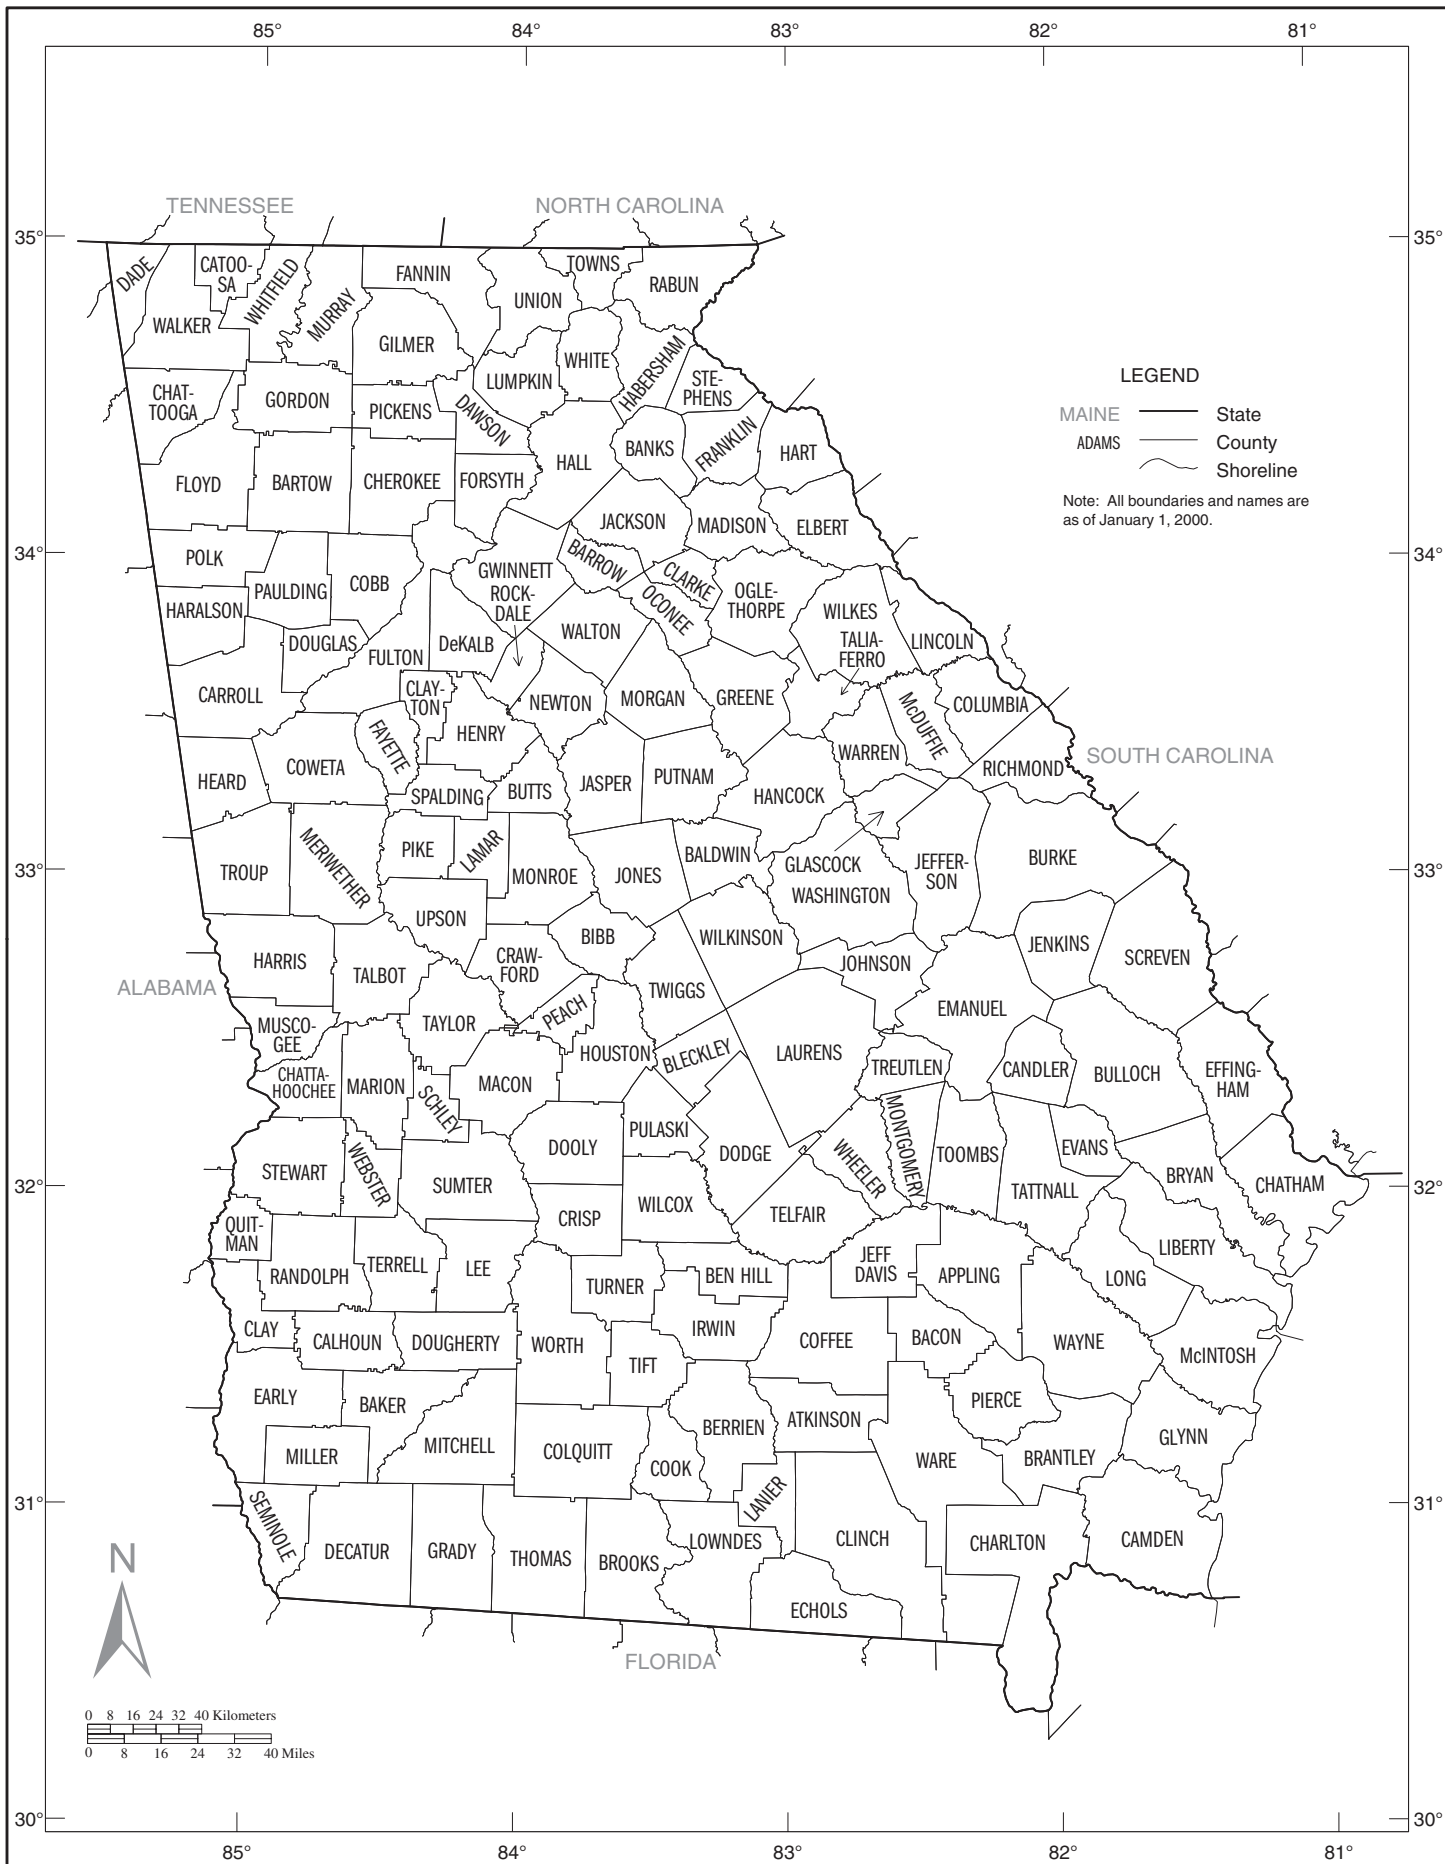 85°
84°
83°
82°
81°
TENNESSEE
NORTH CAROLINA
35°
35°
DADE
CATOO-
SA
WHITFIELD
MURRAY
FANNIN
UNION
TOWNS
RABUN
WALKER
GILMER
LUMPKIN
WHITE
HABERSHAM
STE-
PHENS
CHAT-
TOOGA
GORDON
PICKENS
DAWSON
HALL
BANKS
FRANKLIN
HART
LEGEND
MAINE
State
ADAMS
County
Shoreline
Note: All boundaries and names are
as of January 1, 2000.
FLOYD
BARTOW
CHEROKEE
FORSYTH
JACKSON
MADISON
ELBERT
34°
34°
POLK
PAULDING
COBB
GWINNETT
BARROW
CLARKE
OCONEE
OGLE-
THORPE
WILKES
LINCOLN
HARALSON
DOUGLAS
FULTON
DeKALB
ROCK-
DALE
WALTON
TALIA-
FERRO
CARROLL
CLAY-
TON
HENRY
NEWTON
MORGAN
GREENE
McDUFFIE
COLUMBIA
FAYETTE
WARREN
RICHMOND
SOUTH CAROLINA
HEARD
COWETA
SPALDING
BUTTS
JASPER
PUTNAM
HANCOCK
GLASCOCK
33°
33°
TROUP
MERIWETHER
PIKE
LAMAR
MONROE
JONES
BALDWIN
WASHINGTON
JEFFER-
SON
BURKE
UPSON
BIBB
WILKINSON
JENKINS
SCREVEN
ALABAMA
HARRIS
TALBOT
CRAW-
FORD
TWIGGS
JOHNSON
EMANUEL
MUSCO-
GEE
TAYLOR
PEACH
HOUSTON
BLECKLEY
LAURENS
TREUTLEN
CANDLER
BULLOCH
EFFING-
HAM
CHATTA-
HOOCHEE
MARION
SCHLEY
MACON
PULASKI
DODGE
WHEELER
MONTGOMERY
TOOMBS
EVANS
32°
32°
STEWART
WEBSTER
SUMTER
DOOLY
WILCOX
TELFAIR
TATTNALL
BRYAN
CHATHAM
QUIT-
MAN
RANDOLPH
TERRELL
LEE
CRISP
TURNER
BEN HILL
JEFF
DAVIS
APPLING
LONG
LIBERTY
CLAY
CALHOUN
DOUGHERTY
WORTH
TIFT
IRWIN
COFFEE
BACON
WAYNE
McINTOSH
EARLY
BAKER
MITCHELL
COLQUITT
COOK
BERRIEN
ATKINSON
WARE
PIERCE
BRANTLEY
GLYNN
MILLER
31°
31°
SEMINOLE
DECATUR
GRADY
THOMAS
BROOKS
LOWNDES
LANIER
CLINCH
CHARLTON
CAMDEN
ECHOLS
N
FLORIDA
0 8 16 24 32 40 Kilometers
0 8 16 24 32 40 Miles
30°
30°
85°
84°
83°
82°
81°